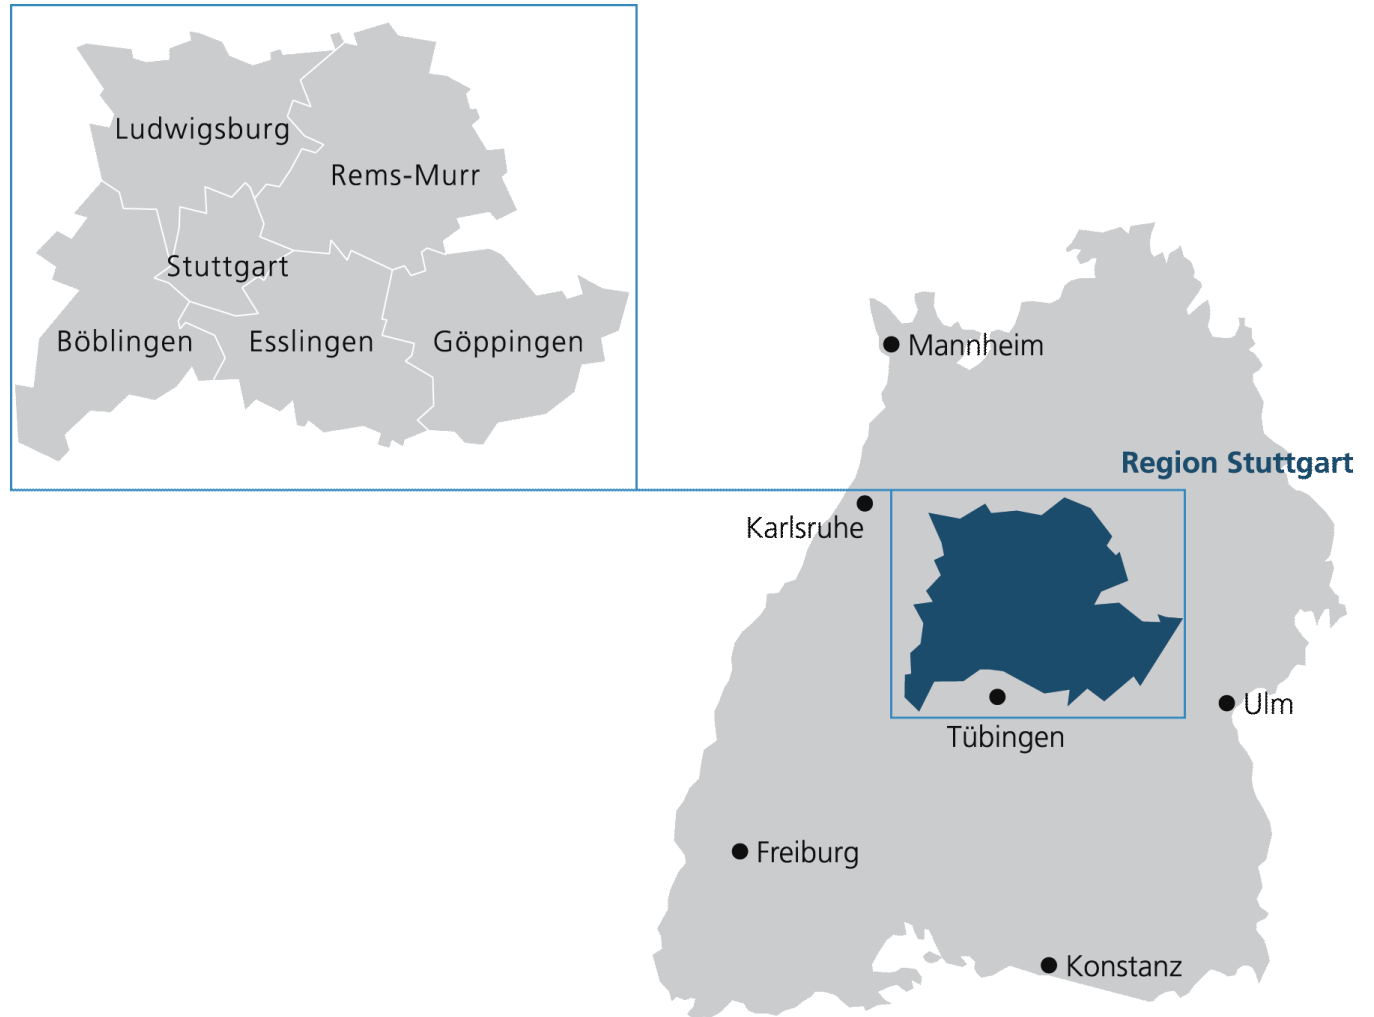 Ludwigsburg
Rems-Murr
Stuttgart
Böblingen
Esslingen
Göppingen
Mannheim
Region Stuttgart
Karlsruhe
Ulm
Tübingen
Freiburg
Konstanz